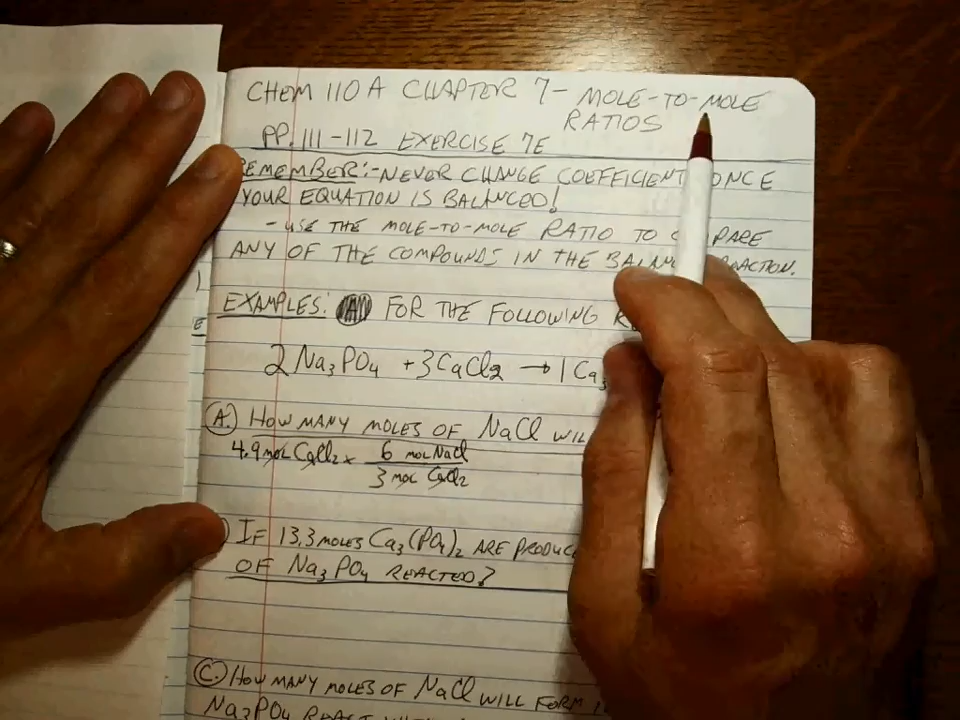 CHEM 110A CHAPTER 7- MOLE-TO-MOLE
RATIOS
PP. 111-112 EXERCISE 7E
REMEMBER:-NEVER CHANGE COEFFICIENT ONCE
YOUR EQUATION IS BALANCED!
- USE THE MOLE-TO-MOLE RATIO TO
ANY OF THE COMPOUNDS IN THE REACTION.
EXAMPLES: FOR THE FOLLOWING
2 Na3PO4 + 3CaCl2 → 1 Ca3
A. HOW MANY MOLES OF NaCl WILL
4.9 mol CaCl2 x 6 mol NaCl
3 mol CaCl2
IF 13.3 MOLES Ca3(PO4)2 ARE
OF Na3PO4 REACTED?
C. HOW MANY MOLES OF NaCl WILL FORM
Na3PO4 REACT